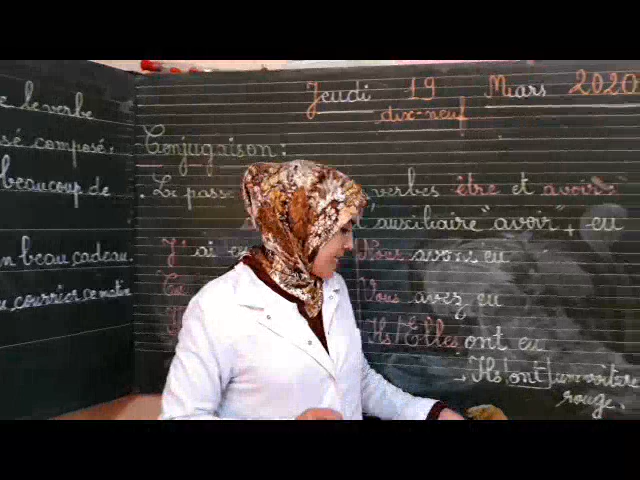 le verbe
sé composé.
beaucoup de
n beau cadeau.
courrier ce matin
Jeudi 19 Mars 2020
dix-neuf
Conjugaison :
Le passé verbes être et avoir
auxiliaire "avoir" + eu
J' ai eu Nous avons eu
Tu Vous avez eu
Ils/Elles ont eu
→ Ils ont une voiture
rouge.